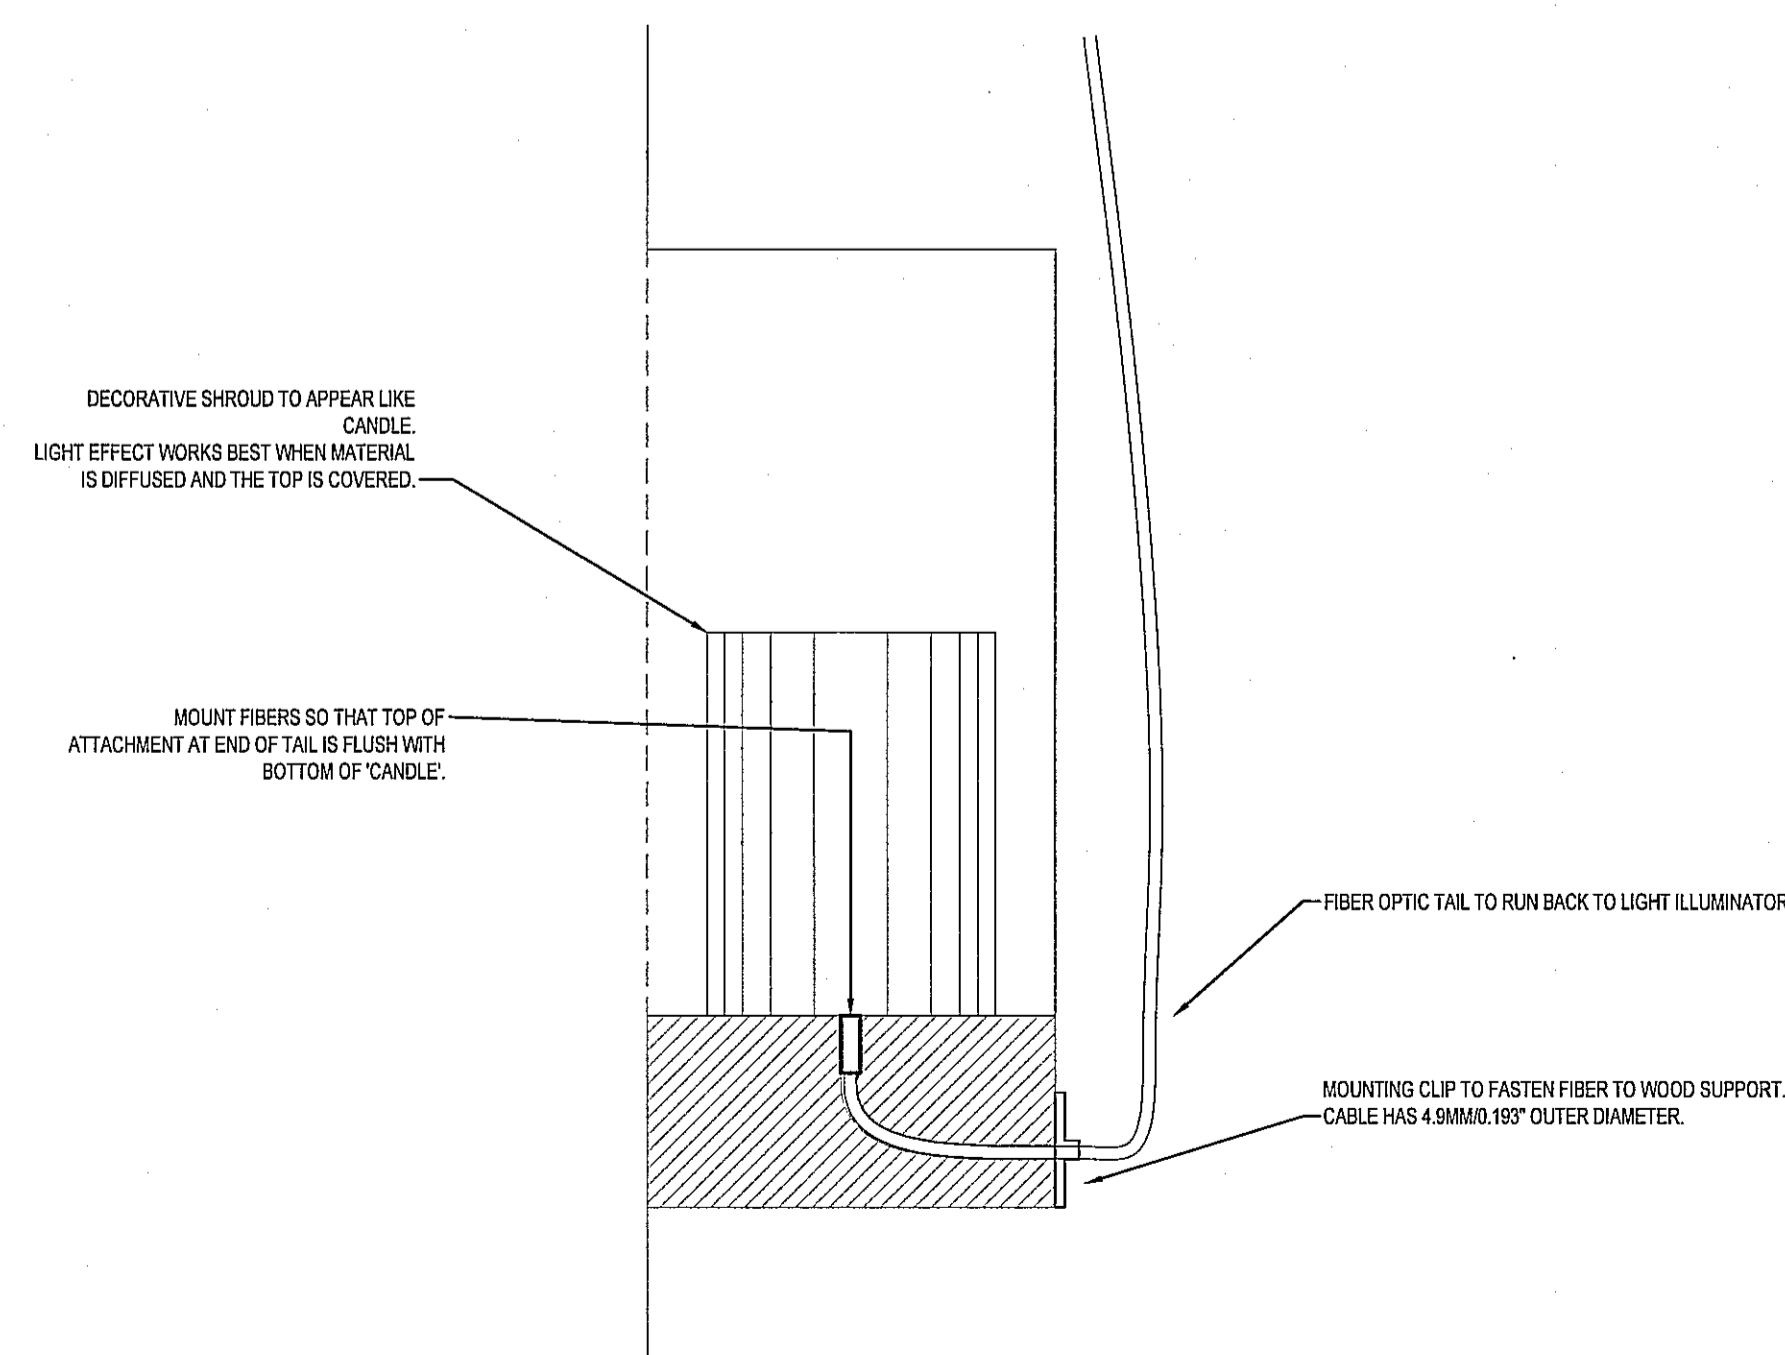 DECORATIVE SHROUD TO APPEAR LIKE
CANDLE.
LIGHT EFFECT WORKS BEST WHEN MATERIAL
IS DIFFUSED AND THE TOP IS COVERED.
MOUNT FIBERS SO THAT TOP OF
ATTACHMENT AT END OF TAIL IS FLUSH WITH
BOTTOM OF 'CANDLE'.
FIBER OPTIC TAIL TO RUN BACK TO LIGHT ILLUMINATOR
MOUNTING CLIP TO FASTEN FIBER TO WOOD SUPPORT.
CABLE HAS 4.9MM/0.193" OUTER DIAMETER.